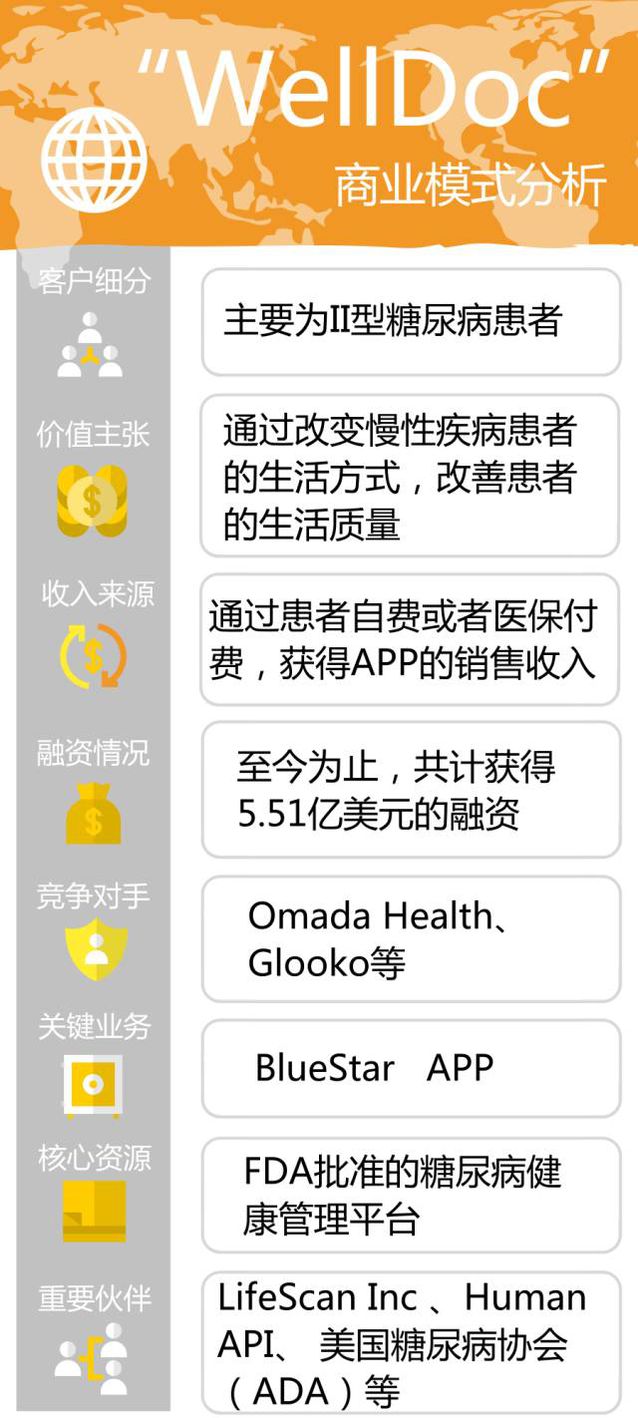 “WellDoc”
商业模式分析
客户细分
主要为II型糖尿病患者
价值主张
通过改变慢性疾病患者
的生活方式，改善患者
的生活质量
收入来源
通过患者自费或者医保付
费，获得APP的销售收入
融资情况
至今为止，共计获得
5.51亿美元的融资
竞争对手
Omada Health、
Glooko等
关键业务
BlueStar APP
核心资源
FDA批准的糖尿病健
康管理平台
重要伙伴
LifeScan Inc 、Human
API、 美国糖尿病协会
（ADA）等